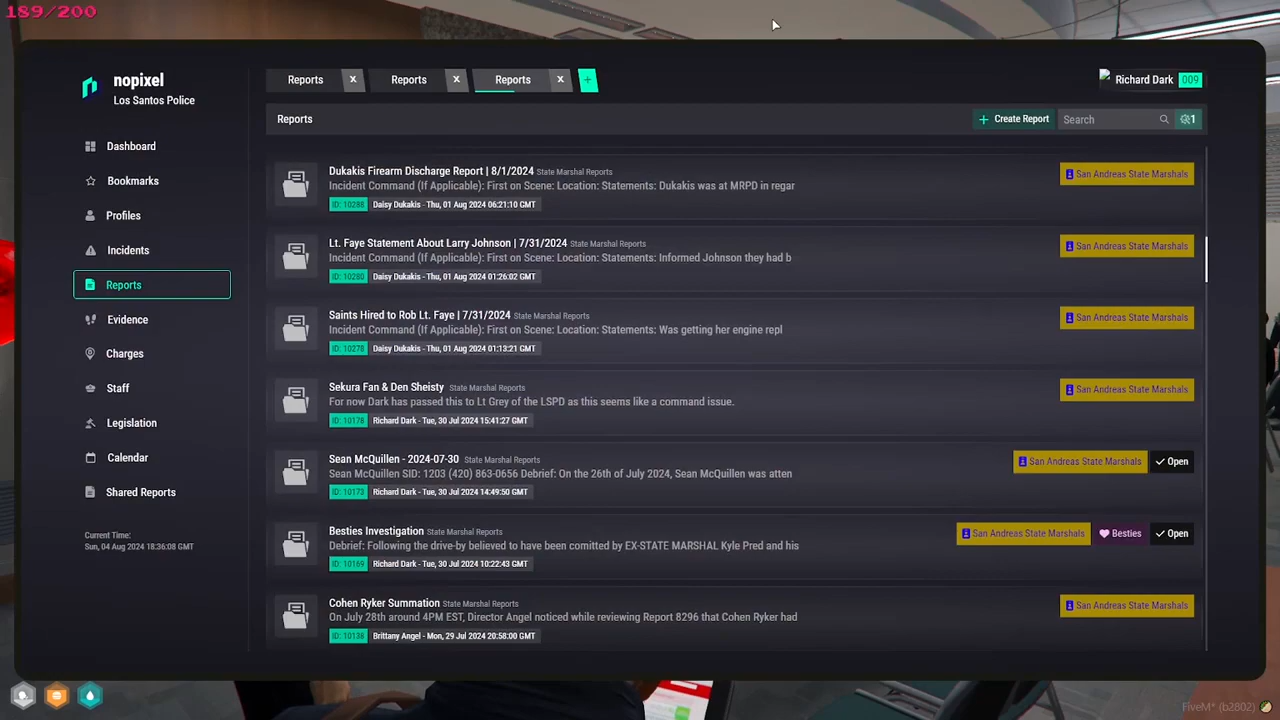 189/200
nopixel
Los Santos Police
Reports x Reports x Reports x +
Richard Dark 009
Dashboard
Bookmarks
Profiles
Incidents
Reports
Evidence
Charges
Staff
Legislation
Calendar
Shared Reports
Current Time:
Sun, 04 Aug 2024 18:36:08 GMT
Reports
+ Create Report
Search
1
Dukakis Firearm Discharge Report | 8/1/2024 State Marshal Reports
Incident Command (If Applicable): First on Scene: Location: Statements: Dukakis was at MRPD in regar
ID: 10288 Daisy Dukakis - Thu, 01 Aug 2024 06:21:10 GMT
San Andreas State Marshals
Lt. Faye Statement About Larry Johnson | 7/31/2024 State Marshal Reports
Incident Command (If Applicable): First on Scene: Location: Statements: Informed Johnson they had b
ID: 10280 Daisy Dukakis - Thu, 01 Aug 2024 01:26:02 GMT
San Andreas State Marshals
Saints Hired to Rob Lt. Faye | 7/31/2024 State Marshal Reports
Incident Command (If Applicable): First on Scene: Location: Statements: Was getting her engine repl
ID: 10278 Daisy Dukakis - Thu, 01 Aug 2024 01:13:21 GMT
San Andreas State Marshals
Sekura Fan & Den Sheisty State Marshal Reports
For now Dark has passed this to Lt Grey of the LSPD as this seems like a command issue.
ID: 10178 Richard Dark - Tue, 30 Jul 2024 15:41:27 GMT
San Andreas State Marshals
Sean McQuillen - 2024-07-30 State Marshal Reports
Sean McQuillen SID: 1203 (420) 863-0656 Debrief: On the 26th of July 2024, Sean McQuillen was atten
ID: 10173 Richard Dark - Tue, 30 Jul 2024 14:49:50 GMT
San Andreas State Marshals Open
Besties Investigation State Marshal Reports
Debrief: Following the drive-by believed to have been comitted by EX-STATE MARSHAL Kyle Pred and his
ID: 10169 Richard Dark - Tue, 30 Jul 2024 10:22:43 GMT
San Andreas State Marshals Besties Open
Cohen Ryker Summation State Marshal Reports
On July 28th around 4PM EST, Director Angel noticed while reviewing Report 8296 that Cohen Ryker had
ID: 10136 Brittany Angel - Mon, 29 Jul 2024 20:58:00 GMT
San Andreas State Marshals
FiveM* (b2802)